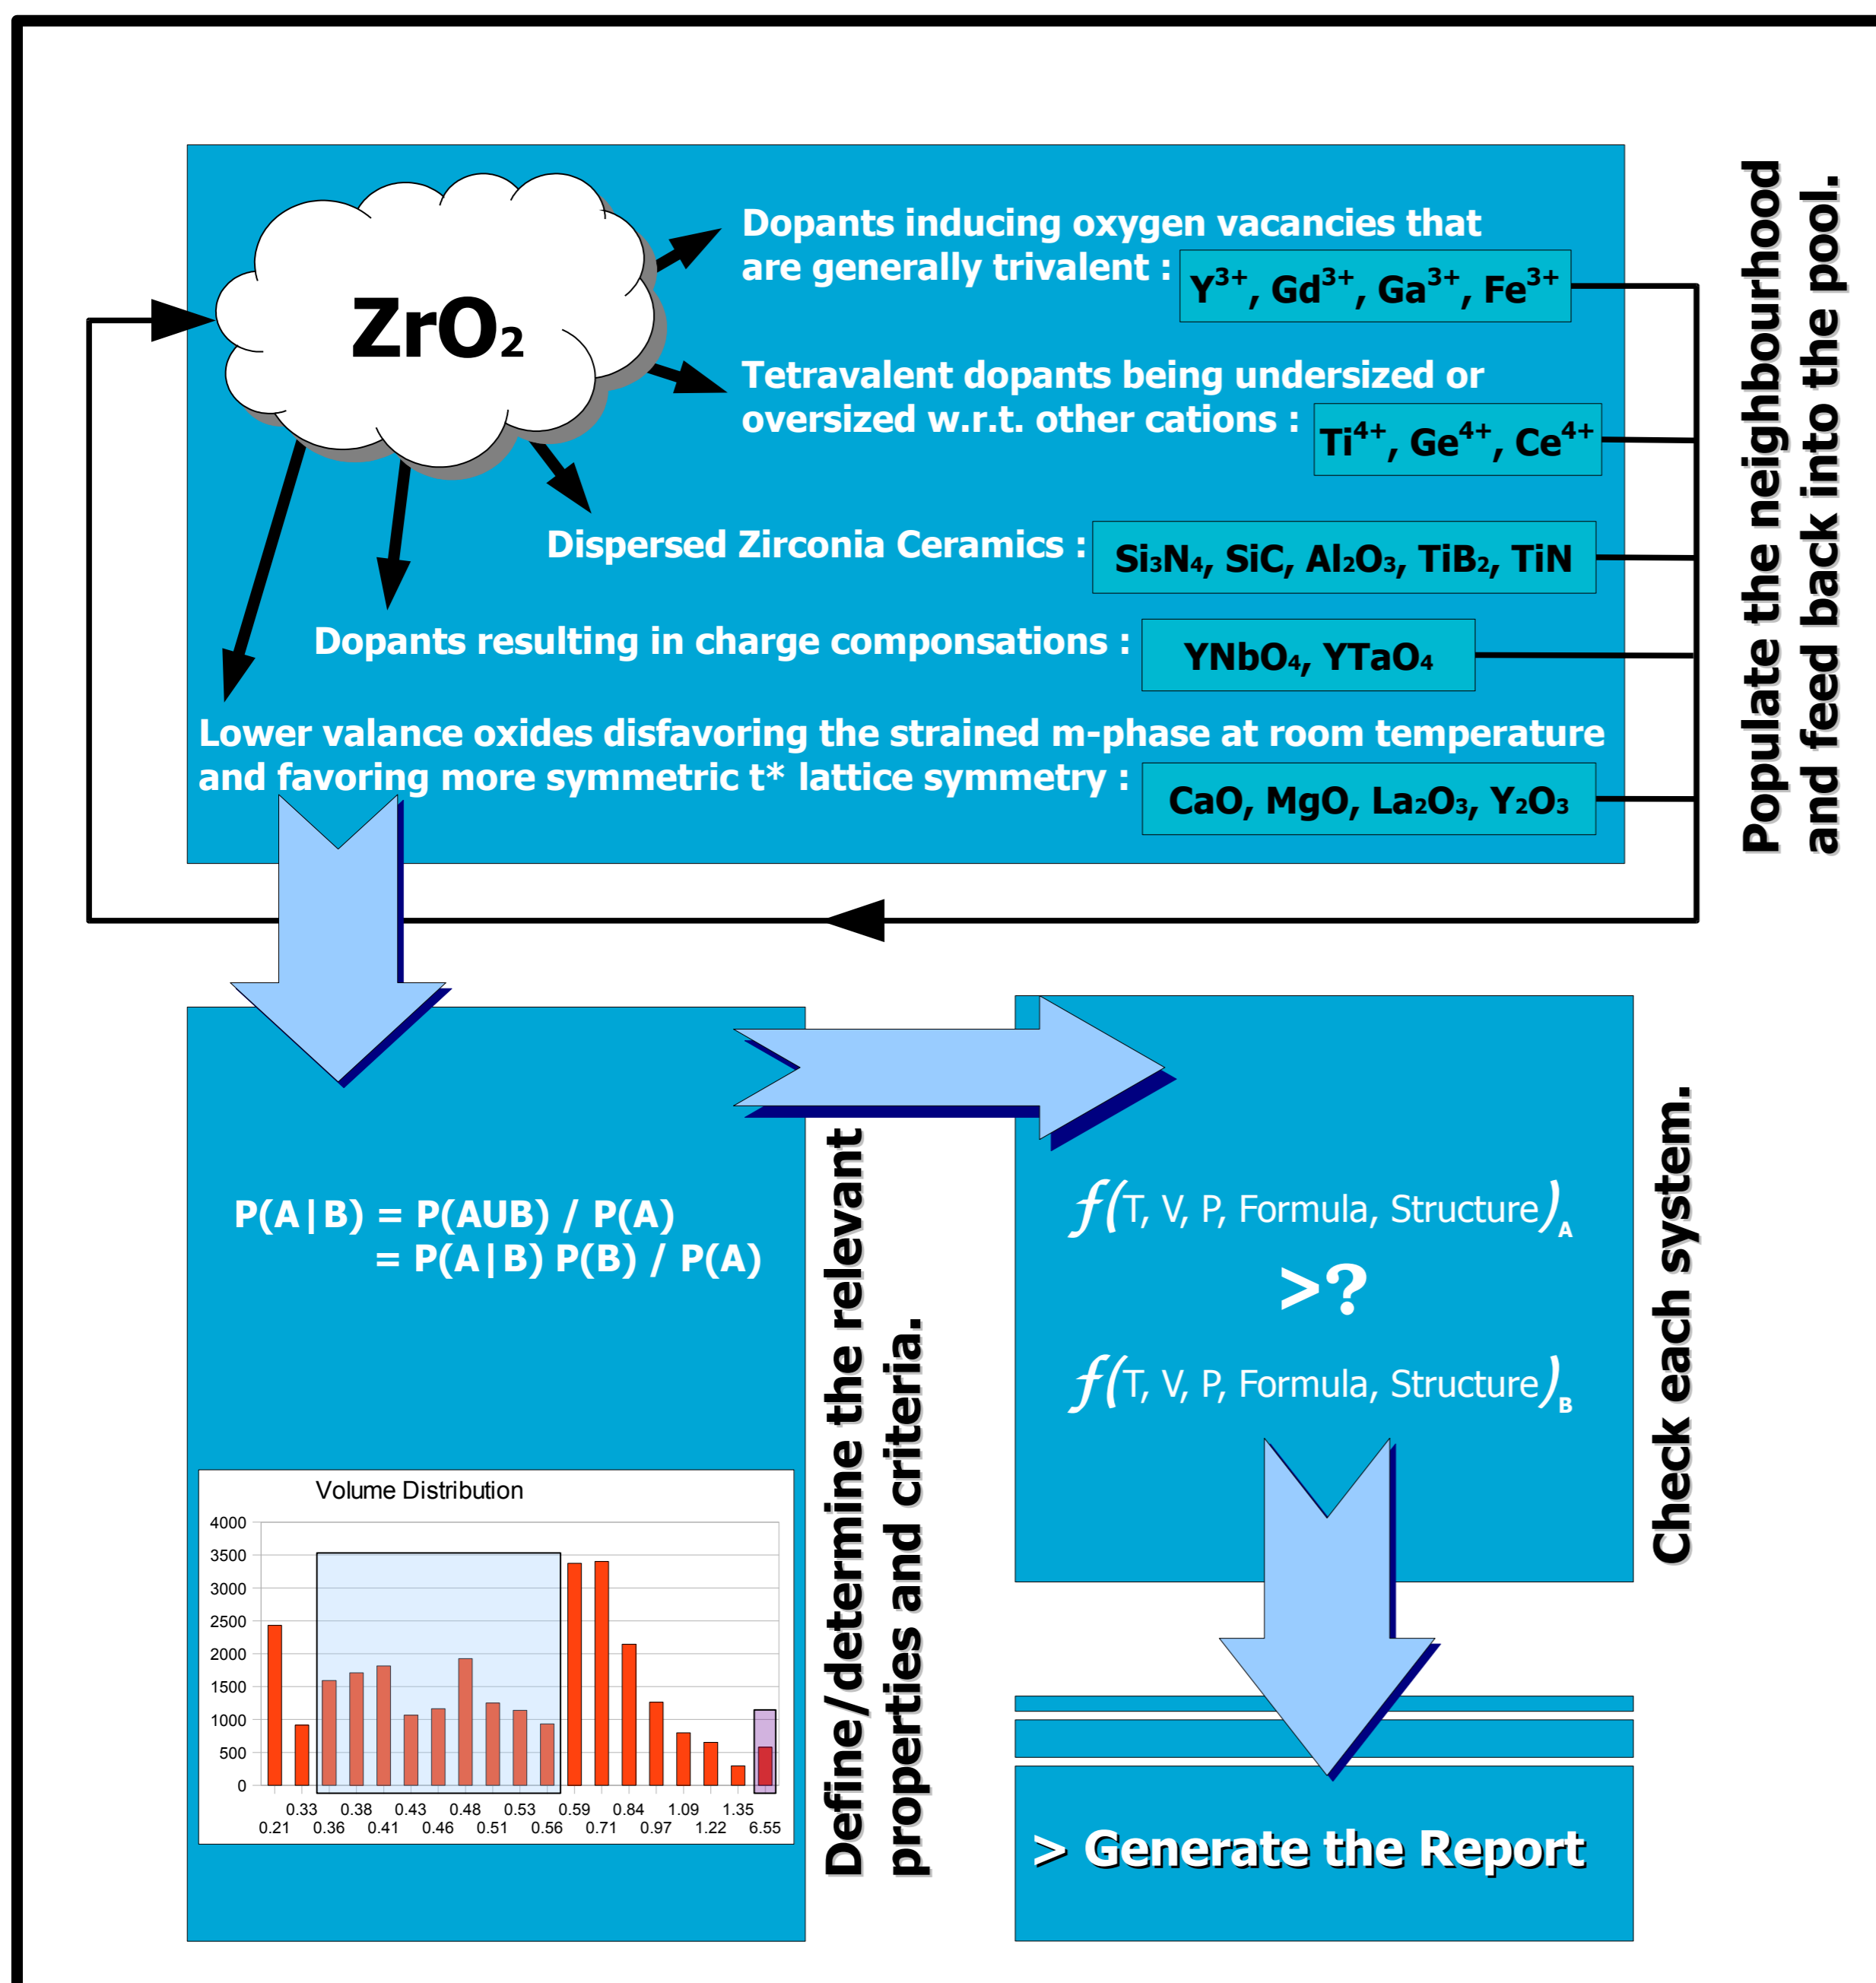 ZrO₂
Dopants inducing oxygen vacancies that
are generally trivalent :
Y³⁺, Gd³⁺, Ga³⁺, Fe³⁺
Tetravalent dopants being undersized or
oversized w.r.t. other cations :
Ti⁴⁺, Ge⁴⁺, Ce⁴⁺
Dispersed Zirconia Ceramics :
Si₃N₄, SiC, Al₂O₃, TiB₂, TiN
Dopants resulting in charge componsations :
YNbO₄, YTaO₄
Lower valance oxides disfavoring the strained m-phase at room temperature
and favoring more symmetric t* lattice symmetry :
CaO, MgO, La₂O₃, Y₂O₃
Populate the neighbourhood
and feed back into the pool.
P(A|B) = P(AUB) / P(A)
= P(A|B) P(B) / P(A)
Volume Distribution
4000
3500
3000
2500
2000
1500
1000
500
0
0.33 0.38 0.43 0.48 0.53 0.59 0.84 1.09 1.35
0.21 0.36 0.41 0.46 0.51 0.56 0.71 0.97 1.22 6.55
Define/determine the relevant
properties and criteria.
f(T, V, P, Formula, Structure)A
>?
f(T, V, P, Formula, Structure)B
Check each system.
> Generate the Report